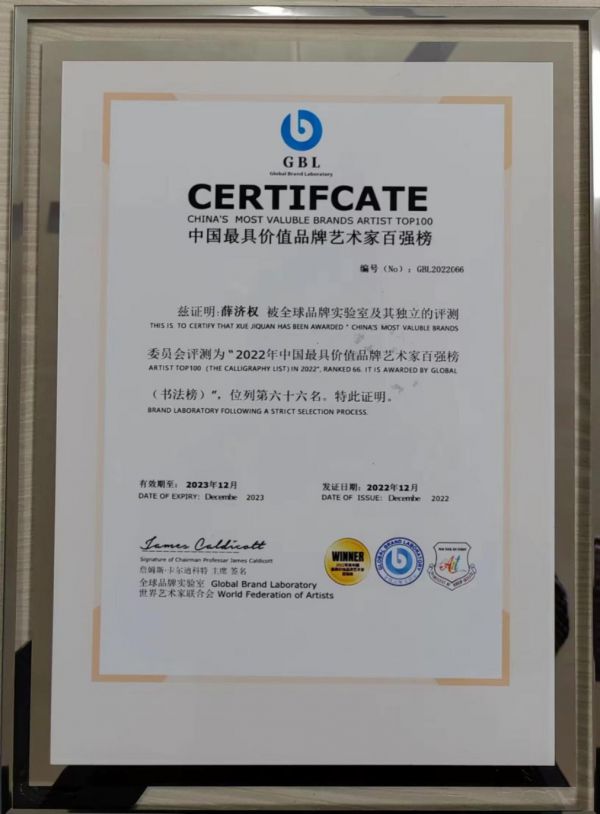 GBL
Global Brand Laboratory
CERTIFCATE
CHINA'S MOST VALUBLE BRANDS ARTIST TOP100
中国最具价值品牌艺术家百强榜
编号（No）：GBL2022066
兹证明:薛济权 被全球品牌实验室及其独立的评测
THIS IS TO CERTIFY THAT XUE JIQUAN HAS BEEN AWARDED " CHINA'S MOST VALUBLE BRANDS
委员会评测为“2022年中国最具价值品牌艺术家百强榜
ARTIST TOP100 (THE CALLIGRAPHY LIST) IN 2022", RANKED 66. IT IS AWARDED BY GLOBAL
（书法榜）”，位列第六十六名。特此证明。
BRAND LABORATORY FOLLOWING A STRICT SELECTION PROCESS.
有效期至：2023年12月
发证日期：2022年12月
DATE OF EXPIRY: Decembe 2023
DATE OF ISSUE: Decembe 2022
James Caldicott
Signature of Chairman Professor James Caldicott
詹姆斯·卡尔迪科特 主席 签名
全球品牌实验室 Global Brand Laboratory
世界艺术家联合会 World Federation of Artists
WINNER
GLOBAL BRAND LABORATORY